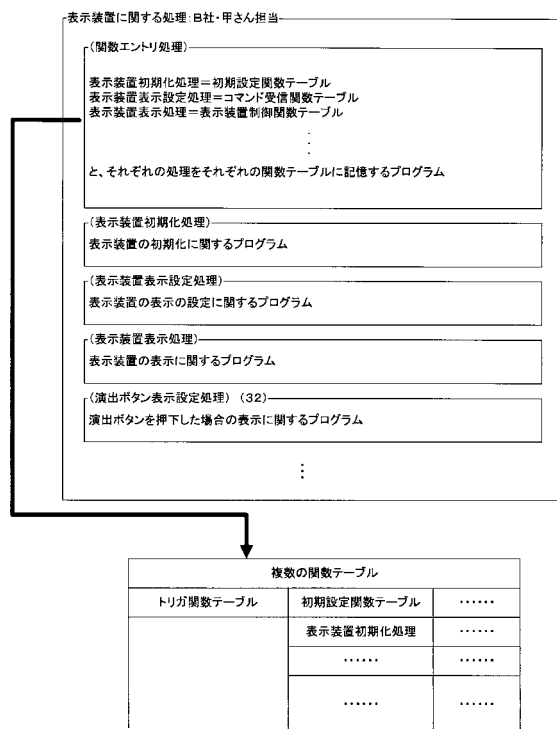 表示装置に関する処理:B社・甲さん担当
(関数エントリ処理)
表示装置初期化処理=初期設定関数テーブル
表示装置表示設定処理=コマンド受信関数テーブル
表示装置表示処理=表示装置制御関数テーブル
・
・
・
と、それぞれの処理をそれぞれの関数テーブルに記憶するプログラム
(表示装置初期化処理)
表示装置の初期化に関するプログラム
(表示装置表示設定処理)
表示装置の表示の設定に関するプログラム
(表示装置表示処理)
表示装置の表示に関するプログラム
(演出ボタン表示設定処理) (32)
演出ボタンを押下した場合の表示に関するプログラム
⋮
複数の関数テーブル
トリガ関数テーブル 初期設定関数テーブル ……
表示装置初期化処理 ……
…… ……
…… ……